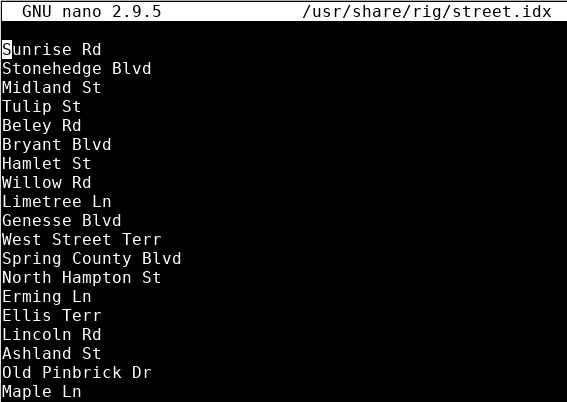 GNU nano 2.9.5 /usr/share/rig/street.idx
Sunrise Rd
Stonehedge Blvd
Midland St
Tulip St
Beley Rd
Bryant Blvd
Hamlet St
Willow Rd
Limetree Ln
Genesse Blvd
West Street Terr
Spring County Blvd
North Hampton St
Erming Ln
Ellis Terr
Lincoln Rd
Ashland St
Old Pinbrick Dr
Maple Ln